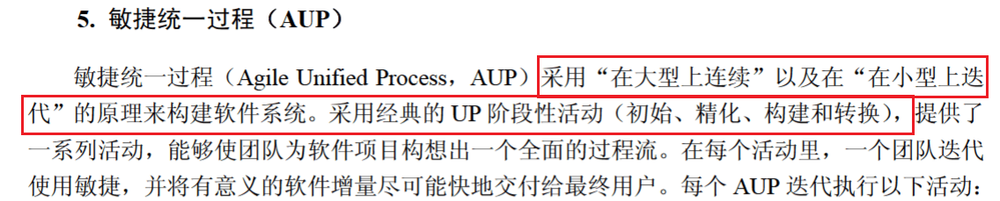 5. 敏捷统一过程（AUP）
敏捷统一过程（Agile Unified Process，AUP）采用“在大型上连续”以及在“在小型上迭
代”的原理来构建软件系统。采用经典的 UP 阶段性活动（初始、精化、构建和转换），提供了
一系列活动，能够使团队为软件项目构想出一个全面的过程流。在每个活动里，一个团队迭代
使用敏捷，并将有意义的软件增量尽可能快地交付给最终用户。每个 AUP 迭代执行以下活动：